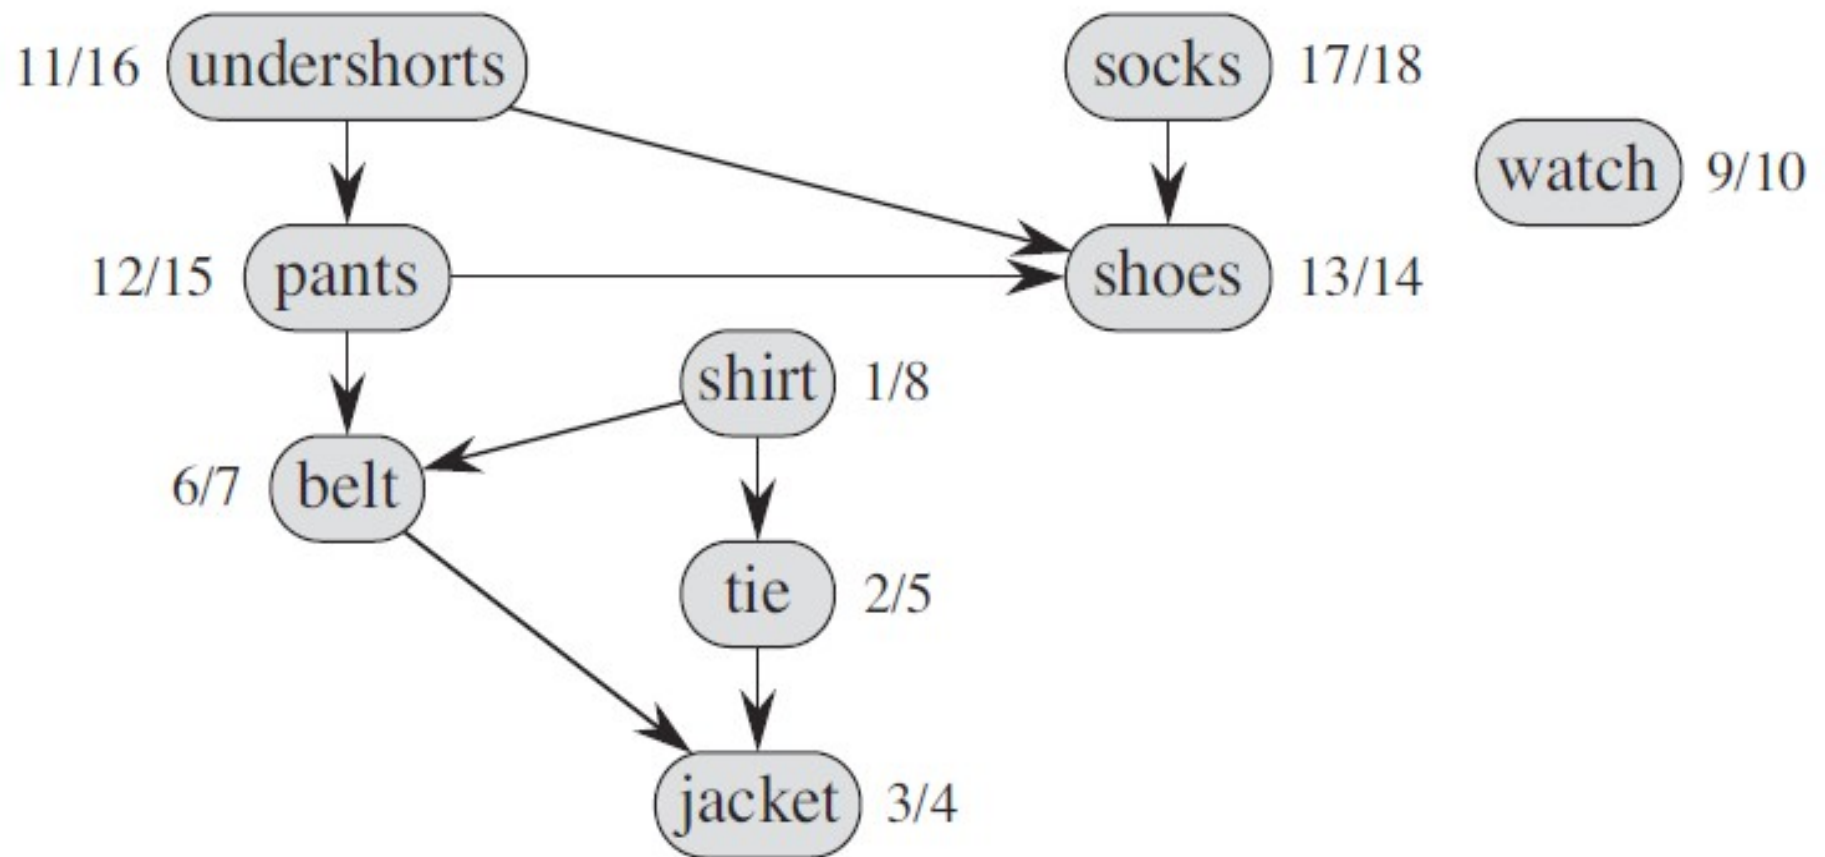 11/16 undershorts
socks 17/18
watch 9/10
12/15 pants
shoes 13/14
shirt 1/8
6/7 belt
tie 2/5
jacket 3/4